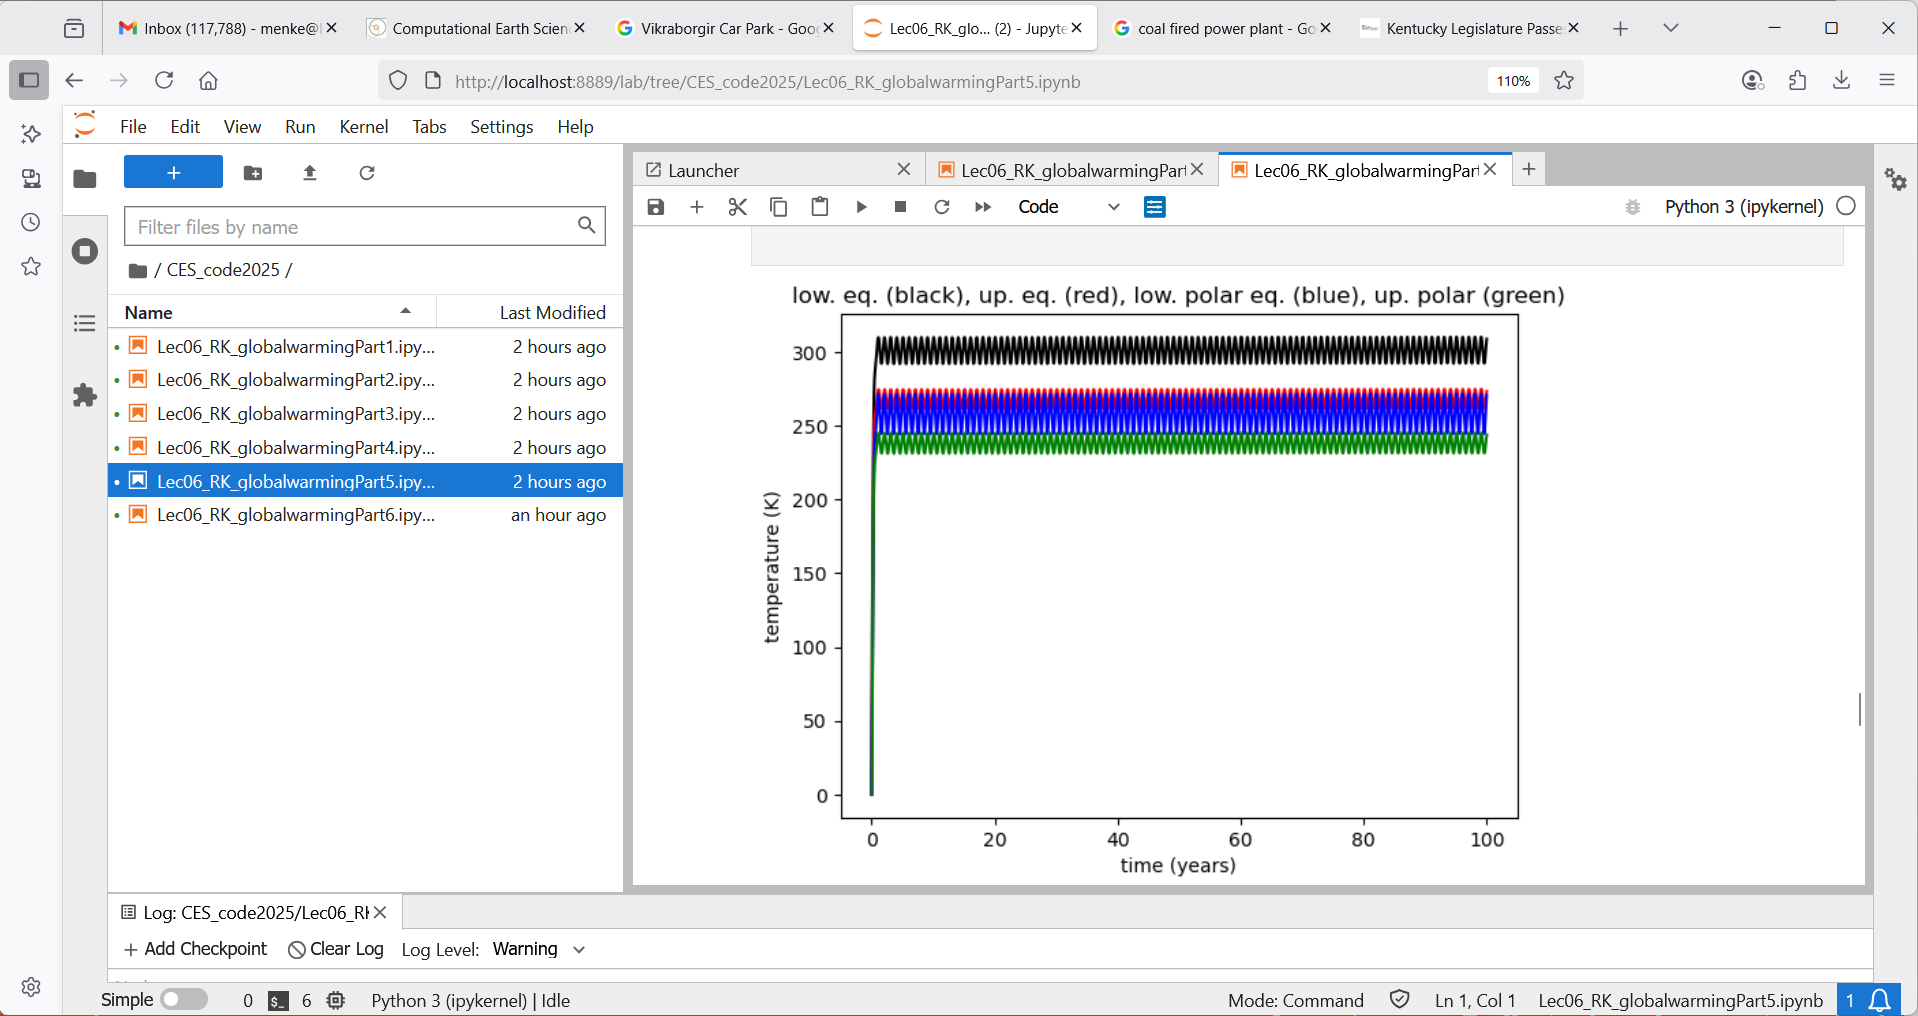 Inbox (117,788) - menke@
Computational Earth Scien
Vikraborgir Car Park - Goo
Lec06_RK_glo... (2) - Jupyte
coal fired power plant - Go
Kentucky Legislature Passe
http://localhost:8889/lab/tree/CES_code2025/Lec06_RK_globalwarmingPart5.ipynb
110%
File Edit View Run Kernel Tabs Settings Help
Filter files by name
/ CES_code2025 /
Name Last Modified
Lec06_RK_globalwarmingPart1.ipy... 2 hours ago
Lec06_RK_globalwarmingPart2.ipy... 2 hours ago
Lec06_RK_globalwarmingPart3.ipy... 2 hours ago
Lec06_RK_globalwarmingPart4.ipy... 2 hours ago
Lec06_RK_globalwarmingPart5.ipy... 2 hours ago
Lec06_RK_globalwarmingPart6.ipy... an hour ago
Launcher
Lec06_RK_globalwarmingPart
Lec06_RK_globalwarmingPart
Code
Python 3 (ipykernel)
low. eq. (black), up. eq. (red), low. polar eq. (blue), up. polar (green)
temperature (K)
300
250
200
150
100
50
0
0 20 40 60 80 100
time (years)
Log: CES_code2025/Lec06_RK
Add Checkpoint Clear Log Log Level: Warning
Simple 0 $_ 6 Python 3 (ipykernel) | Idle
Mode: Command Ln 1, Col 1 Lec06_RK_globalwarmingPart5.ipynb 1